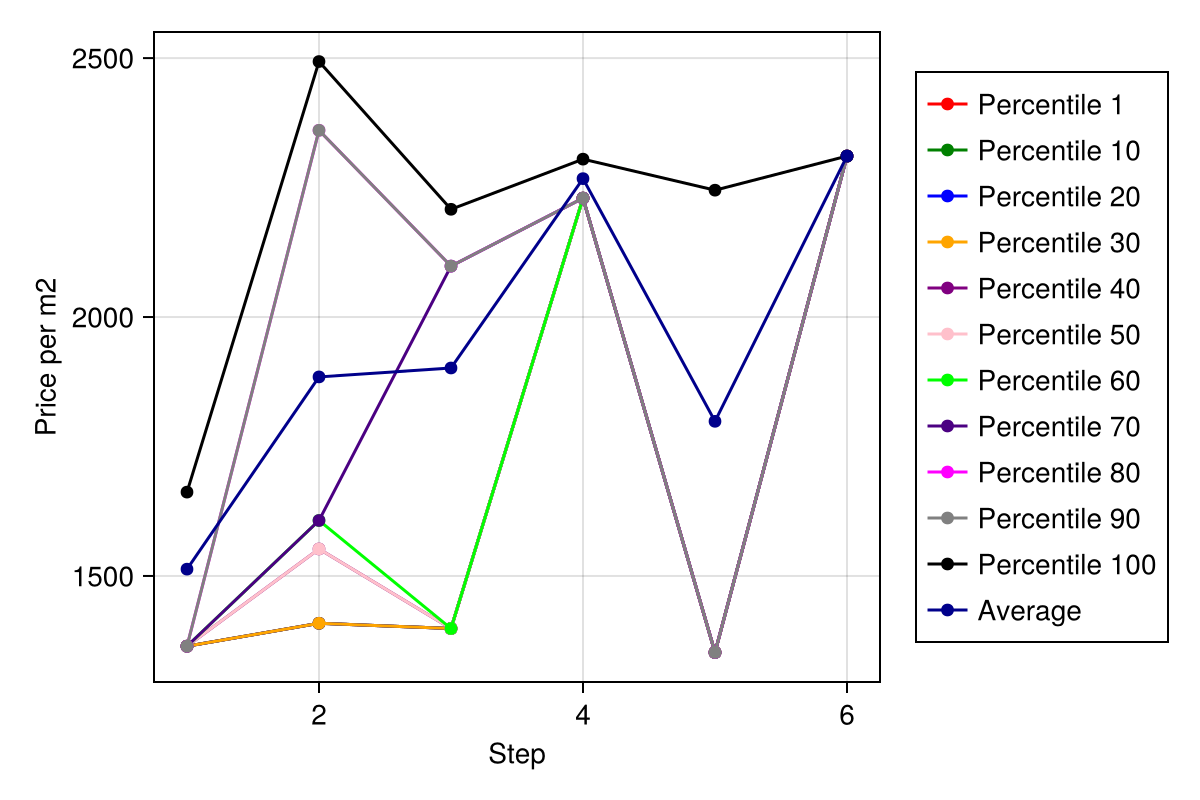 2500
2000
1500
Price per m2
2
4
6
Step
Percentile 1
Percentile 10
Percentile 20
Percentile 30
Percentile 40
Percentile 50
Percentile 60
Percentile 70
Percentile 80
Percentile 90
Percentile 100
Average